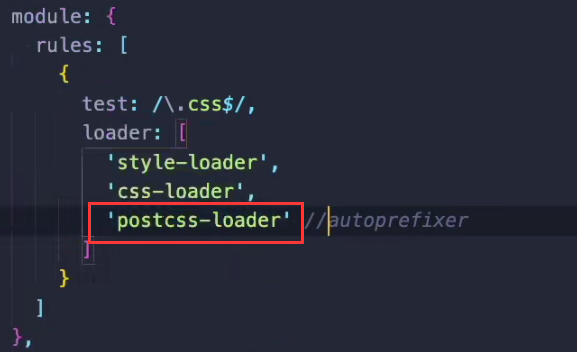 module: {
rules: [
{
test: /\.css$/,
loader: [
'style-loader',
'css-loader',
'postcss-loader' //autoprefixer
]
}
]
},